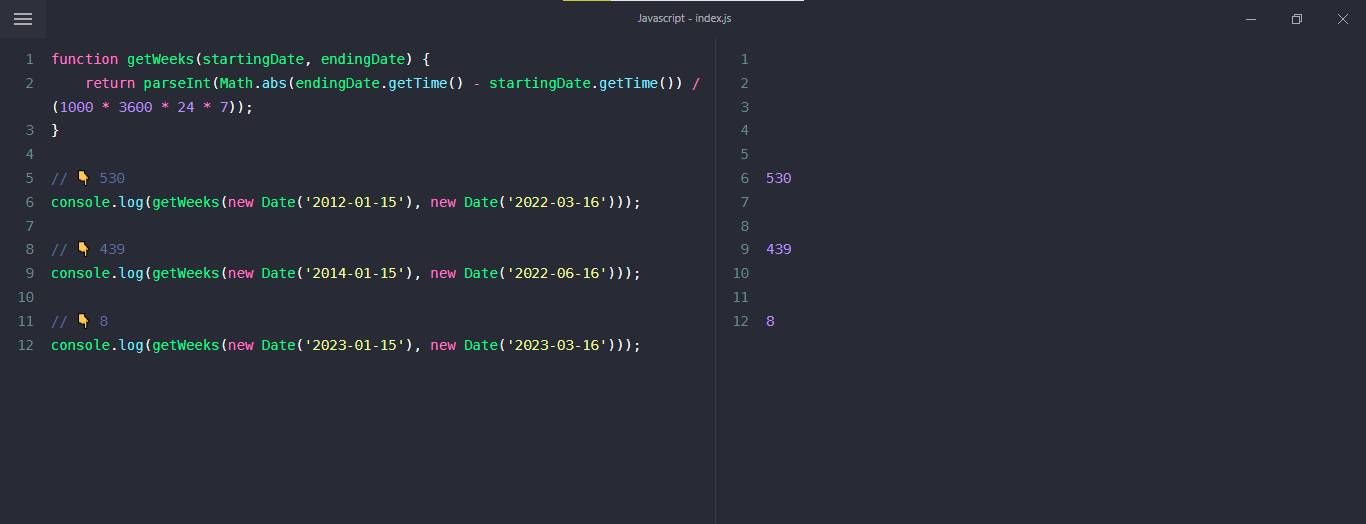 Javascript - index.js
1 function getWeeks(startingDate, endingDate) {
2     return parseInt(Math.abs(endingDate.getTime() - startingDate.getTime()) /
(1000 * 3600 * 24 * 7));
3 }
4
5 // 👇 530
6 console.log(getWeeks(new Date('2012-01-15'), new Date('2022-03-16')));
7
8 // 👇 439
9 console.log(getWeeks(new Date('2014-01-15'), new Date('2022-06-16')));
10
11 // 👇 8
12 console.log(getWeeks(new Date('2023-01-15'), new Date('2023-03-16')));
1
2
3
4
5
6 530
7
8
9 439
10
11
12 8